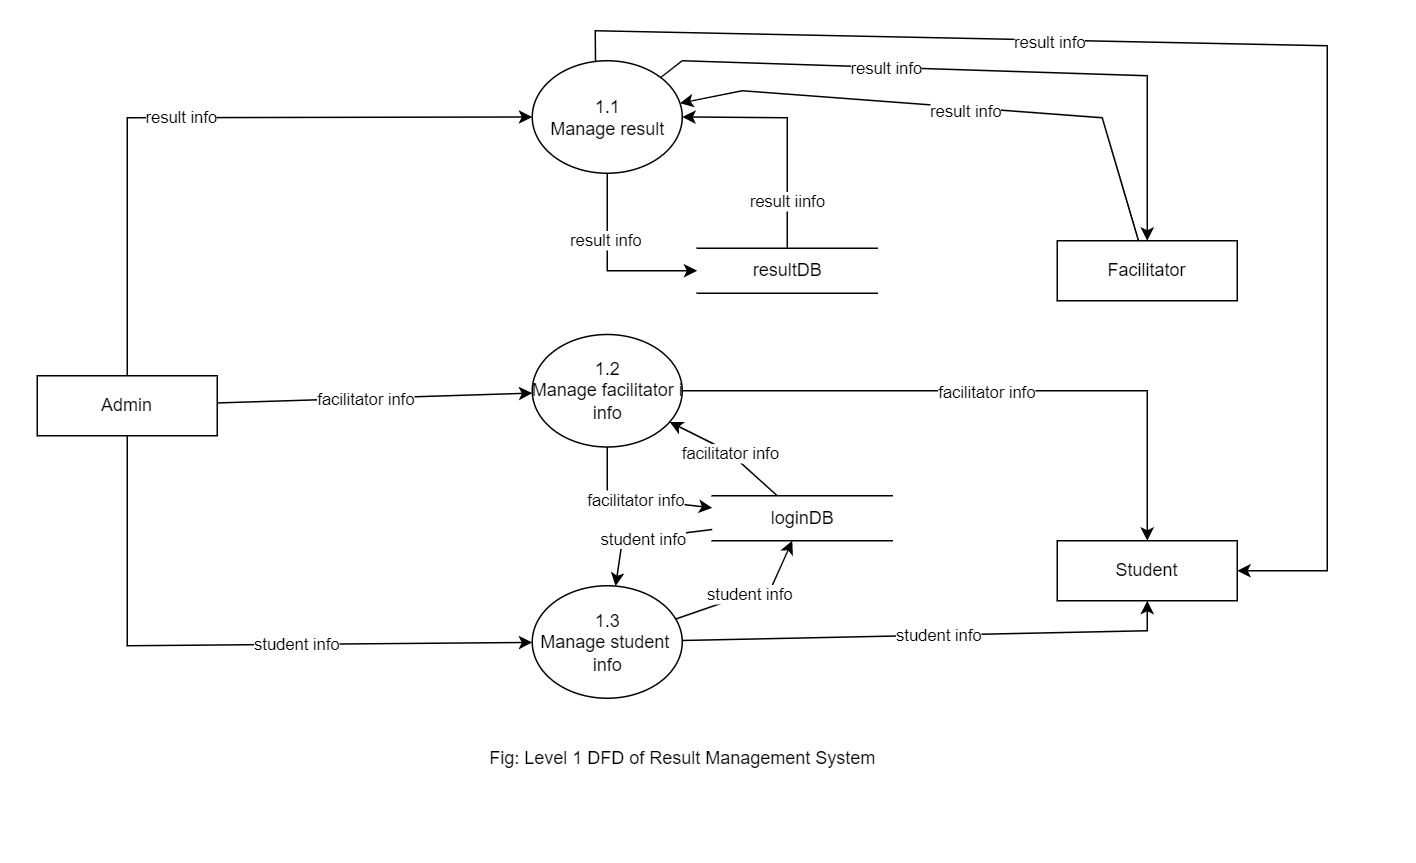 result info
result info
1.1
Manage result
result info
result info
result iinfo
result info
resultDB
Facilitator
1.2
Manage facilitator i
info
Admin
facilitator info
facilitator info
facilitator info
facilitator info
loginDB
student info
Student
student info
1.3
Manage student
info
student info
student info
Fig: Level 1 DFD of Result Management System